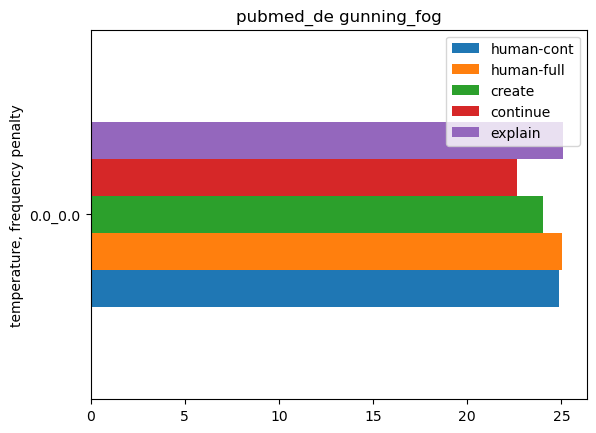 pubmed_de gunning_fog
human-cont
human-full
create
continue
explain
temperature, frequency penalty
0.0_0.0
0 5 10 15 20 25